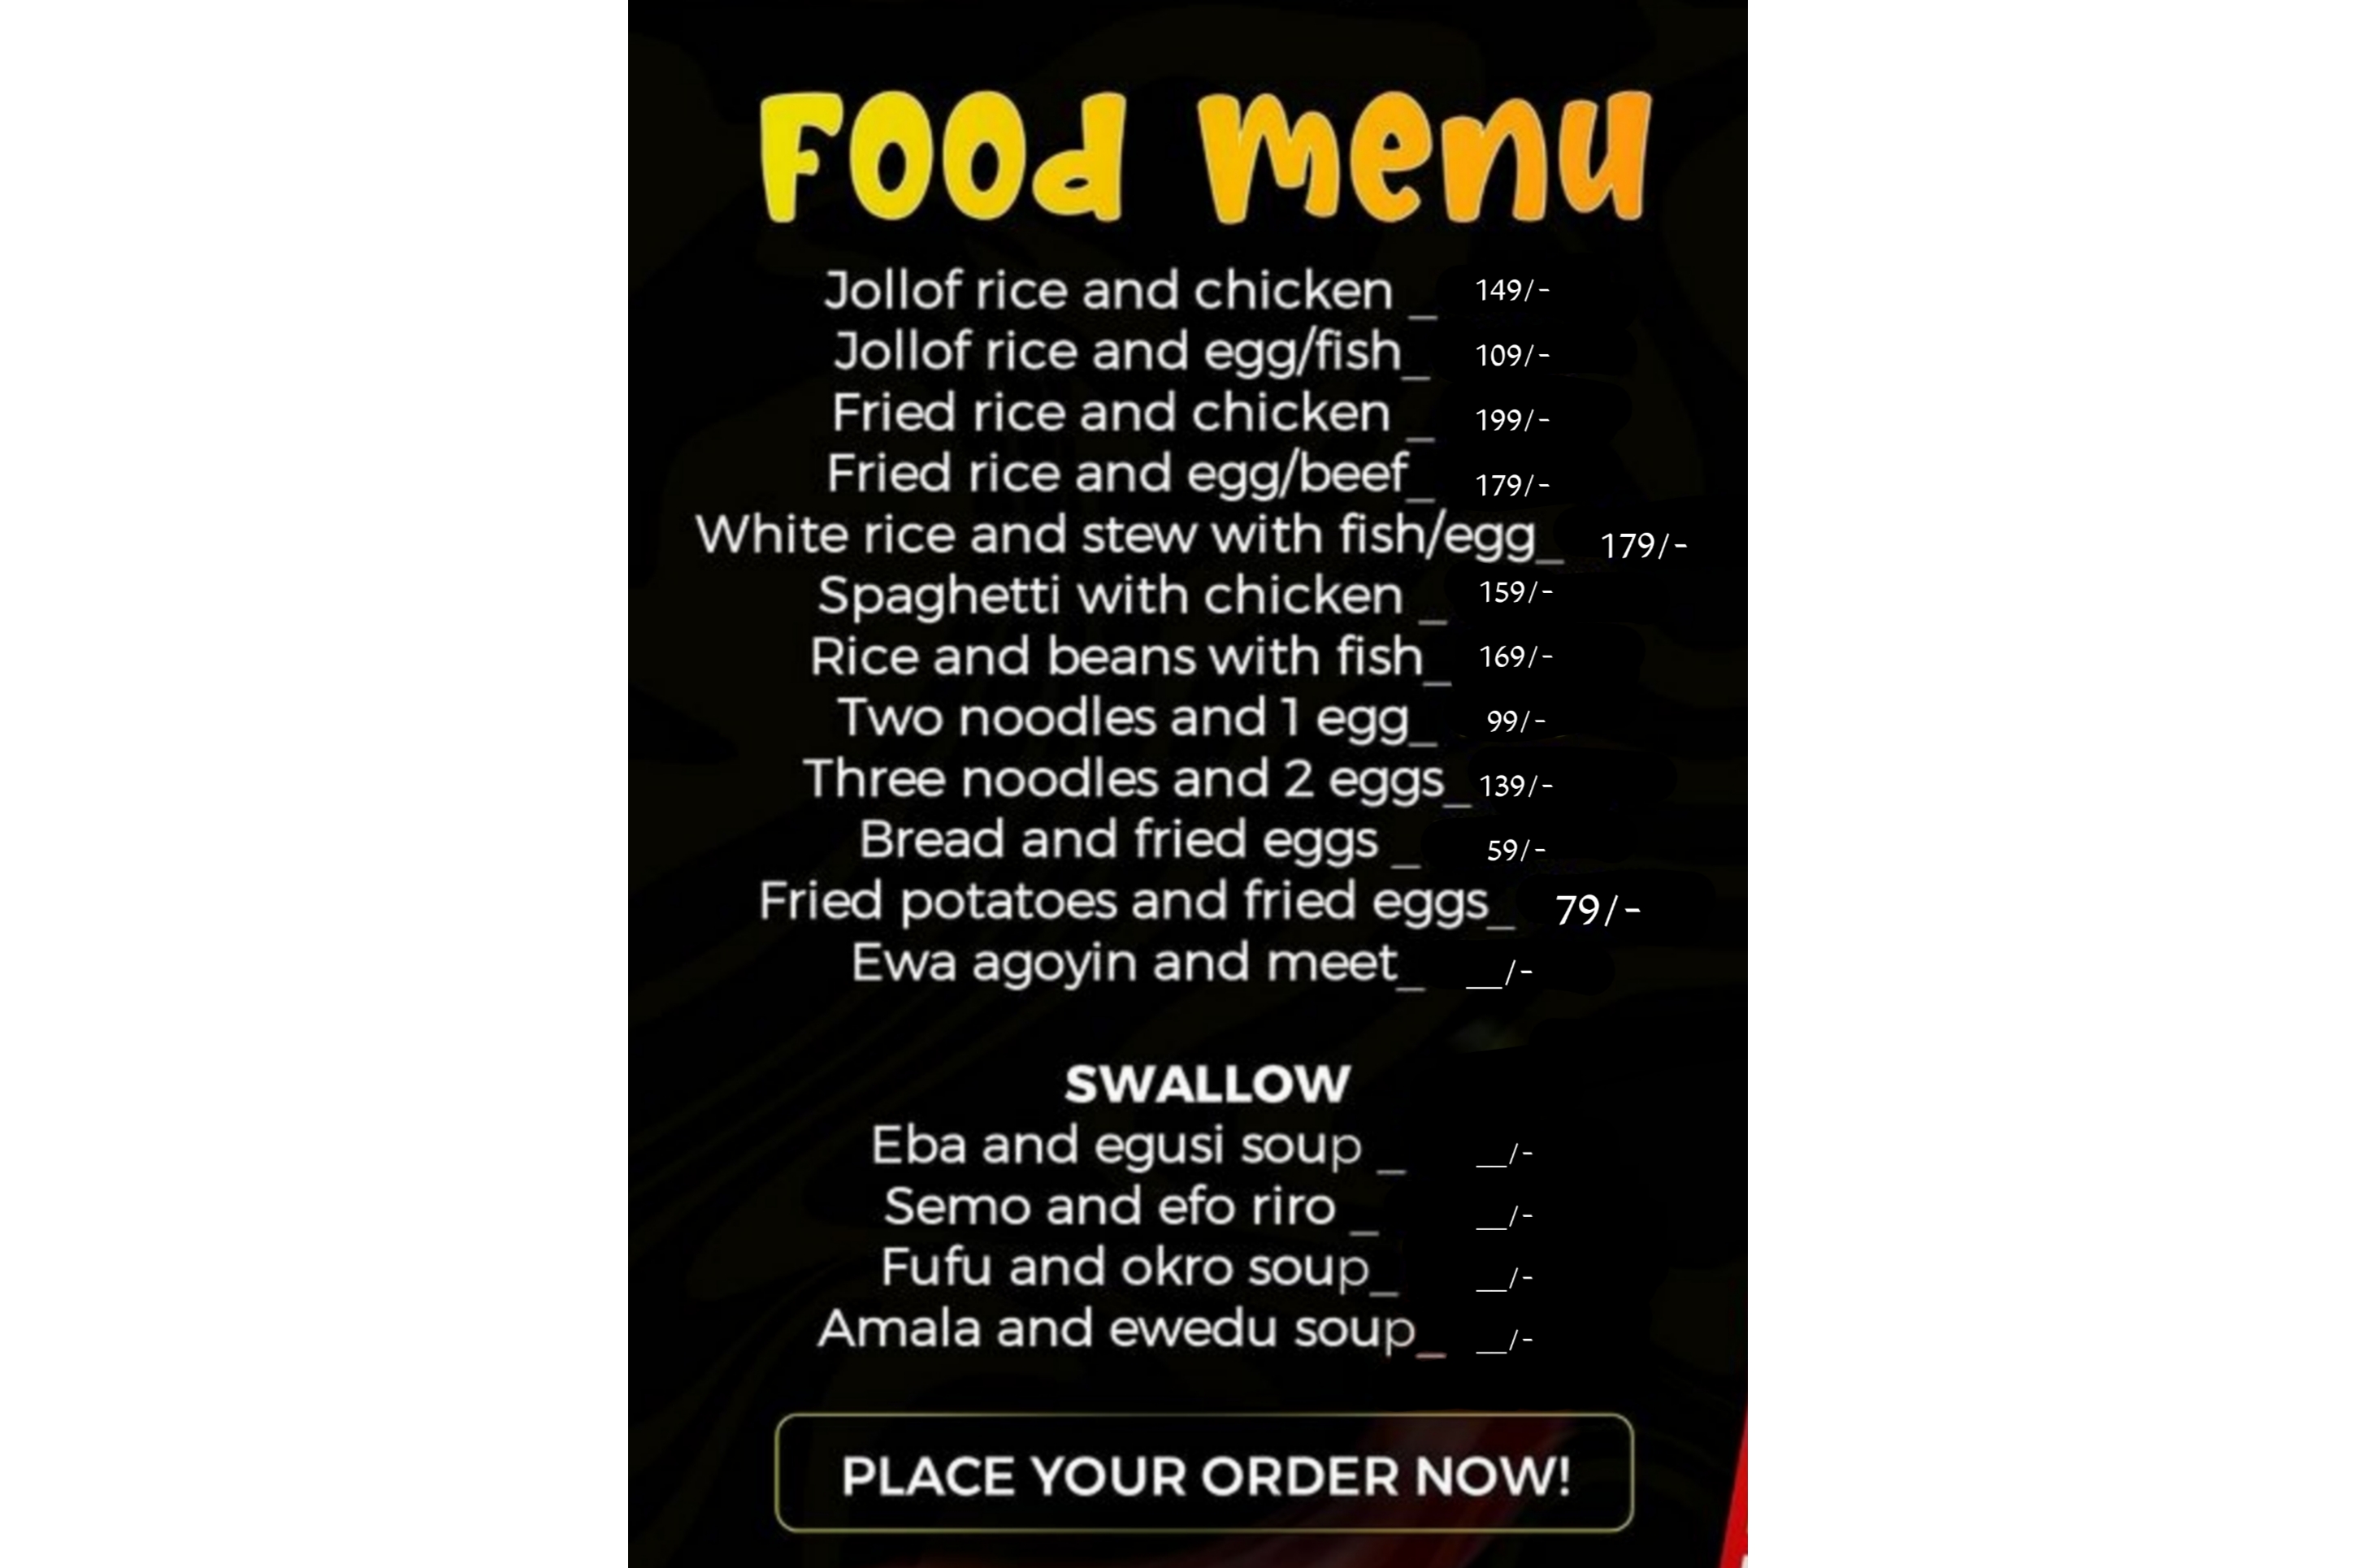 Food menu
Jollof rice and chicken _ 149/-
Jollof rice and egg/fish_ 109/-
Fried rice and chicken _ 199/-
Fried rice and egg/beef_ 179/-
White rice and stew with fish/egg_ 179/-
Spaghetti with chicken _ 159/-
Rice and beans with fish_ 169/-
Two noodles and 1 egg_ 99/-
Three noodles and 2 eggs_ 139/-
Bread and fried eggs _ 59/-
Fried potatoes and fried eggs_ 79/-
Ewa agoyin and meet_ __/-
SWALLOW
Eba and egusi soup _ __/-
Semo and efo riro _ __/-
Fufu and okro soup_ __/-
Amala and ewedu soup_ __/-
PLACE YOUR ORDER NOW!